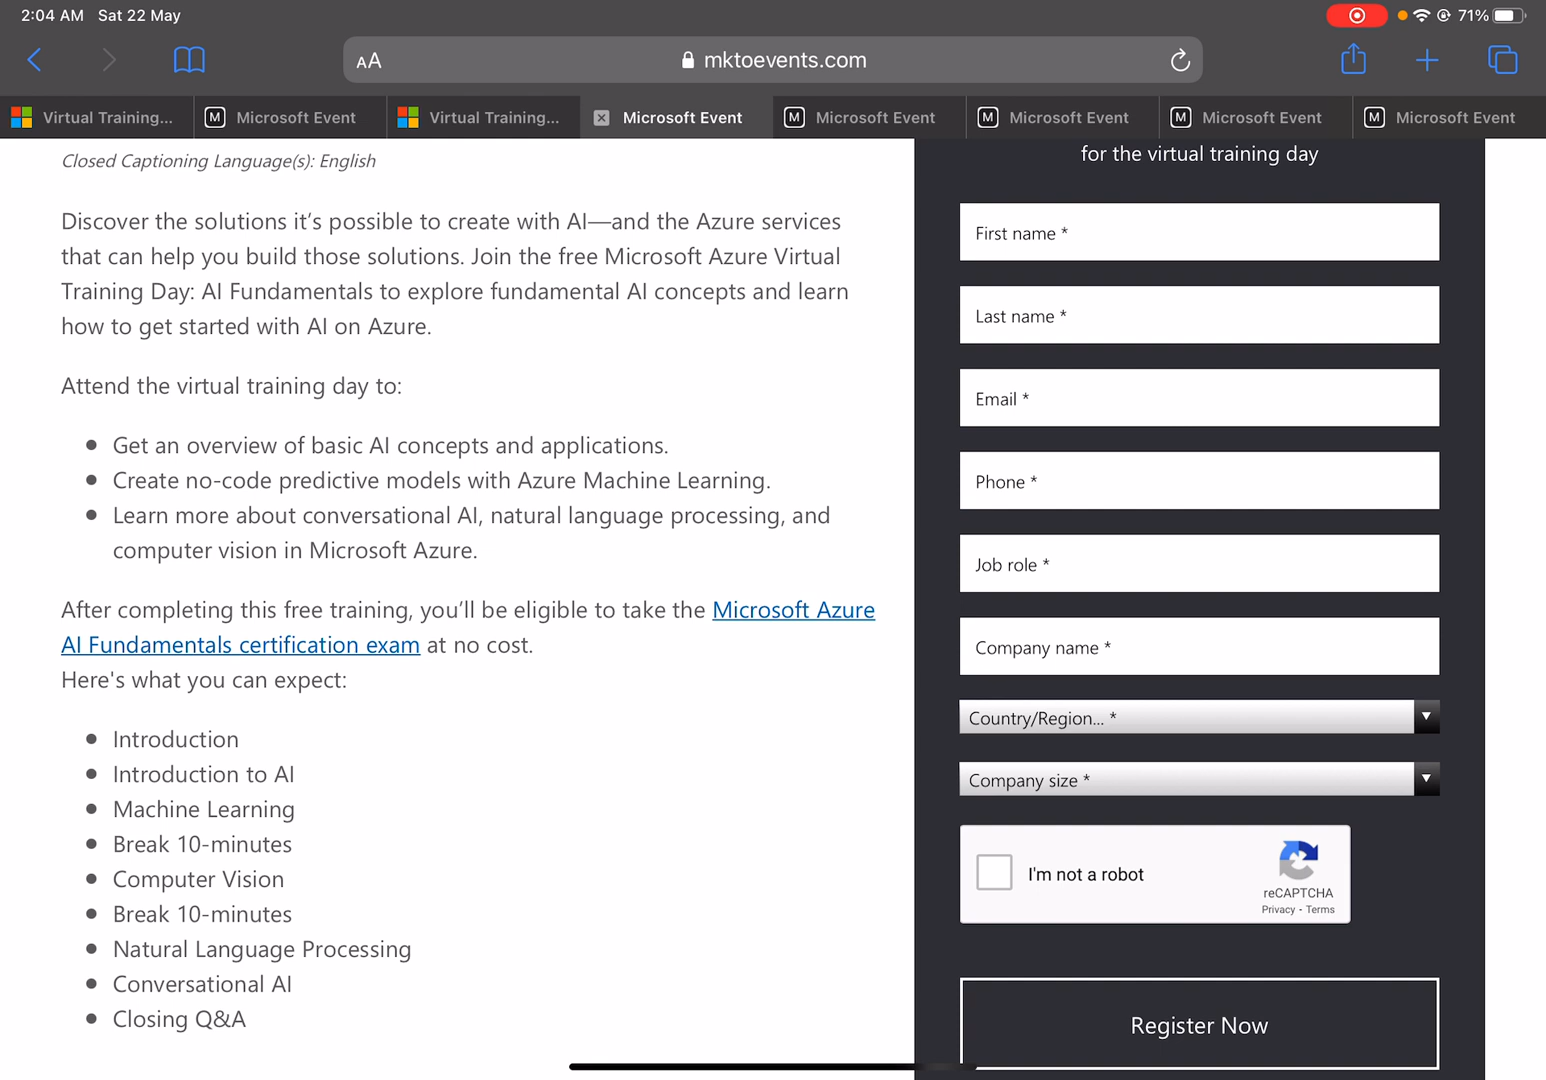 2:04 AM Sat 22 May
71%
AA
mktoevents.com
Virtual Training...
M Microsoft Event
Virtual Training...
Microsoft Event
M Microsoft Event
M Microsoft Event
M Microsoft Event
M Microsoft Event
Closed Captioning Language(s): English
Discover the solutions it’s possible to create with AI—and the Azure services
that can help you build those solutions. Join the free Microsoft Azure Virtual
Training Day: AI Fundamentals to explore fundamental AI concepts and learn
how to get started with AI on Azure.
Attend the virtual training day to:
● Get an overview of basic AI concepts and applications.
● Create no-code predictive models with Azure Machine Learning.
● Learn more about conversational AI, natural language processing, and
computer vision in Microsoft Azure.
After completing this free training, you’ll be eligible to take the Microsoft Azure
AI Fundamentals certification exam at no cost.
Here's what you can expect:
● Introduction
● Introduction to AI
● Machine Learning
● Break 10-minutes
● Computer Vision
● Break 10-minutes
● Natural Language Processing
● Conversational AI
● Closing Q&A
for the virtual training day
First name *
Last name *
Email *
Phone *
Job role *
Company name *
Country/Region... *
Company size *
I'm not a robot
reCAPTCHA
Privacy - Terms
Register Now